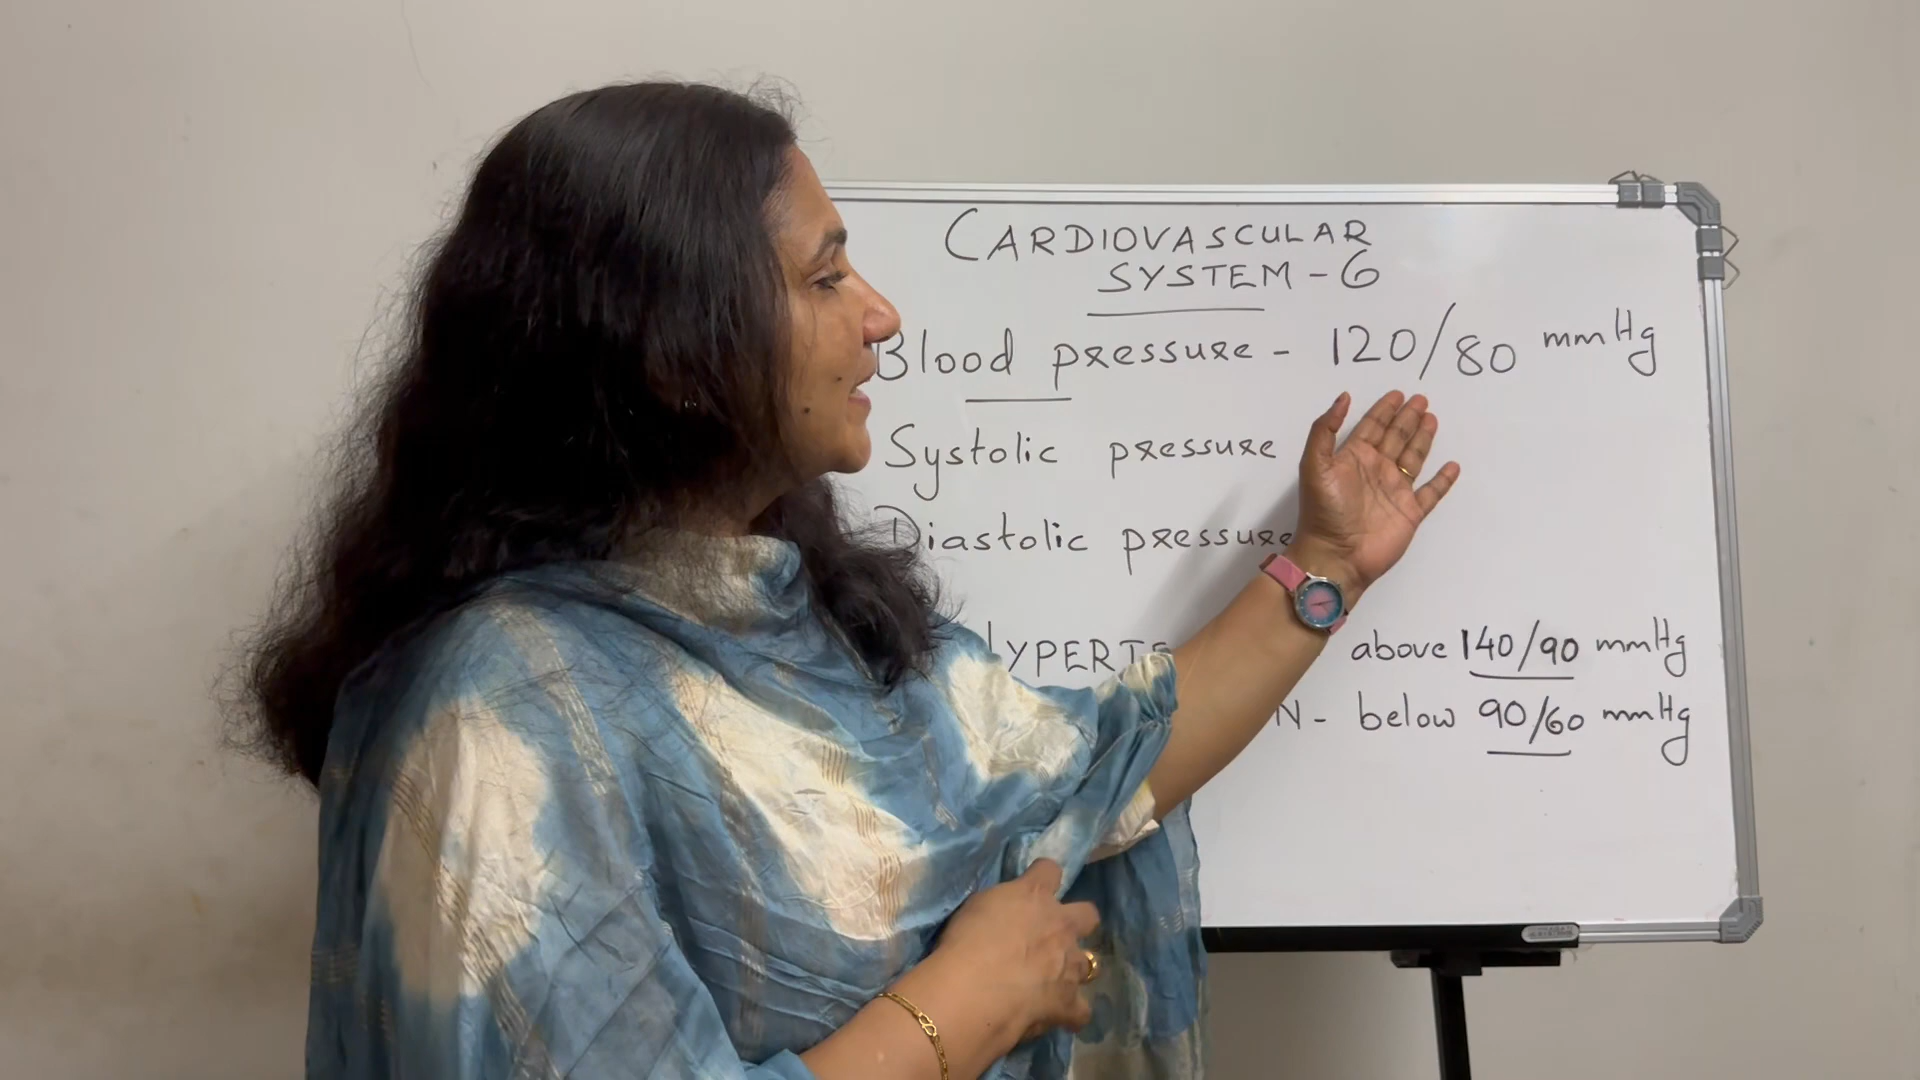 CARDIOVASCULAR
SYSTEM - 6
Blood pressure - 120/80 mmHg
Systolic pressure
Diastolic pressure
above 140/90 mmHg
below 90/60 mmHg